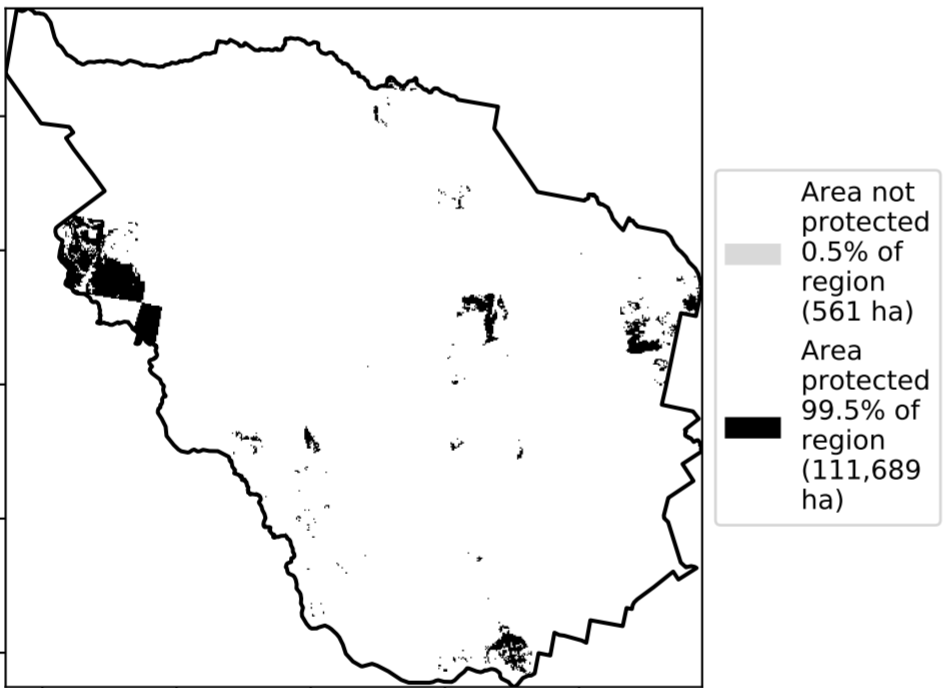 Area not
protected
0.5% of
region
(561 ha)
Area
protected
99.5% of
region
(111,689
ha)